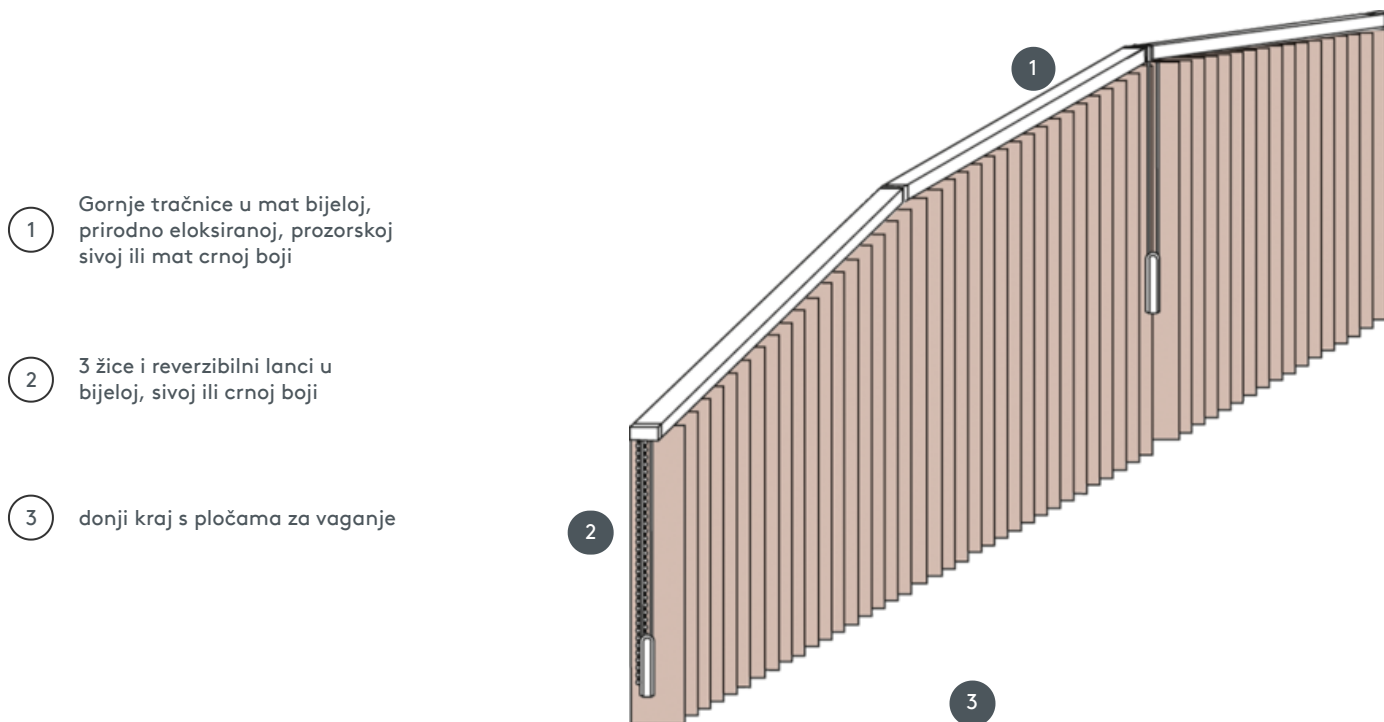 1
Gornje tračnice u mat bijeloj,
prirodno eloksiranoj, prozorskoj
sivoj ili mat crnoj boji
2
3 žice i reverzibilni lanci u
bijeloj, sivoj ili crnoj boji
3
donji kraj s pločama za vaganje
1
2
3